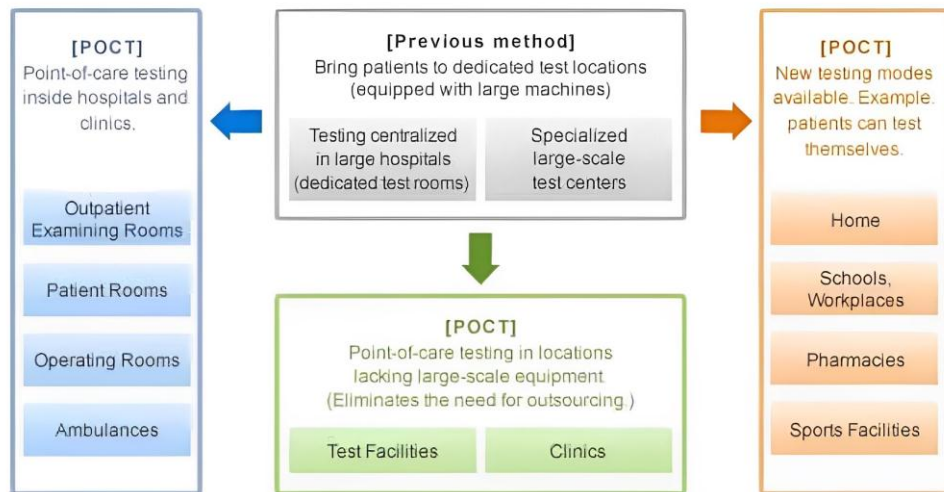 [POCT]
Point-of-care testing
inside hospitals and
clinics.
Outpatient
Examining Rooms
Patient Rooms
Operating Rooms
Ambulances
[Previous method]
Bring patients to dedicated test locations
(equipped with large machines)
Testing centralized
in large hospitals
(dedicated test rooms)
Specialized
large-scale
test centers
[POCT]
Point-of-care testing in locations
lacking large-scale equipment
(Eliminates the need for outsourcing.)
Test Facilities
Clinics
[POCT]
New testing modes
available. Example.
patients can test
themselves.
Home
Schools,
Workplaces
Pharmacies
Sports Facilities